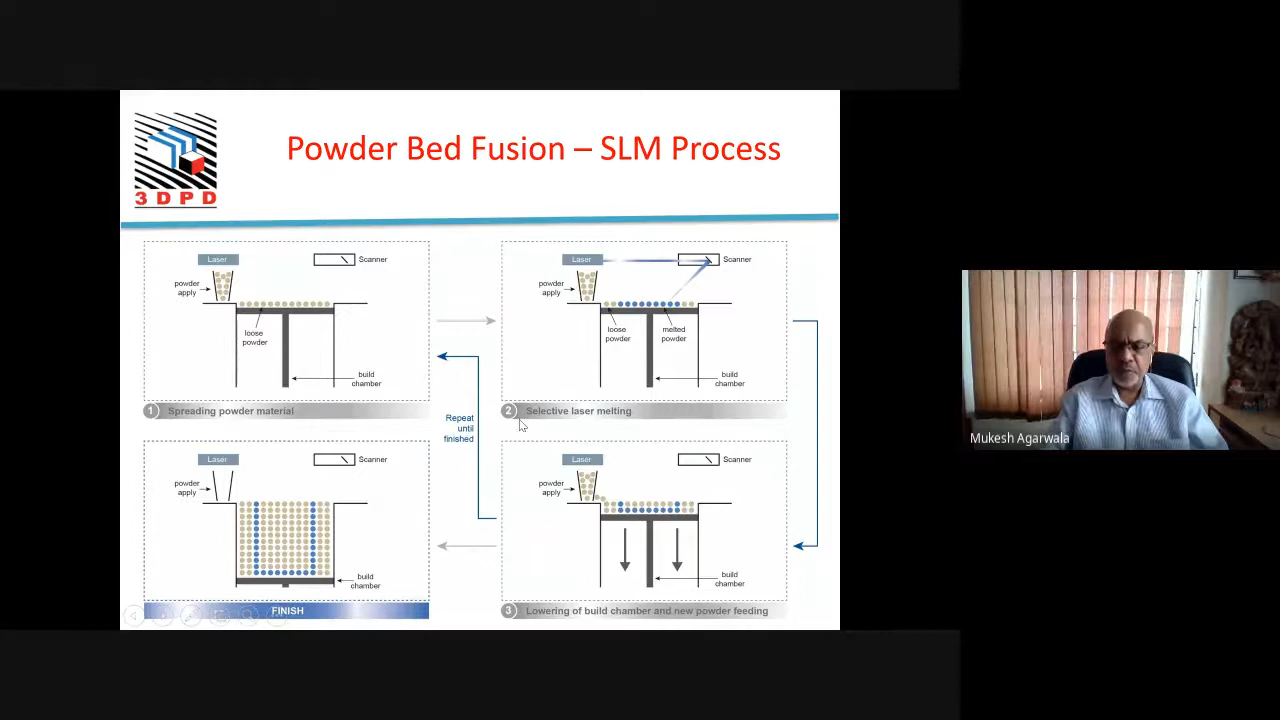 3DPD
Powder Bed Fusion – SLM Process
Laser
Scanner
powder
apply
loose
powder
build
chamber
1 Spreading powder material
Laser
Scanner
powder
apply
loose
powder
melted
powder
build
chamber
2 Selective laser melting
Repeat
until
finished
Laser
Scanner
powder
apply
build
chamber
FINISH
Laser
Scanner
powder
apply
build
chamber
3 Lowering of build chamber and new powder feeding
Mukesh Agarwala